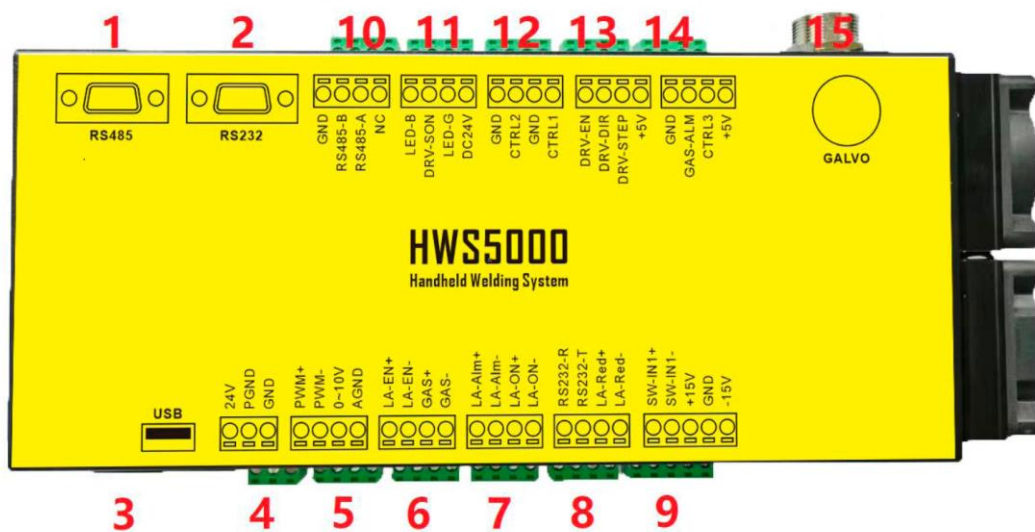 1 2 10 11 12 13 14 15
RS485
RS232
GND
RS485-B
RS485-A
NC
LED-B
DRV-SON
LED-G
DC24V
GND
CTRL2
GND
CTRL1
DRV-EN
DRV-DIR
DRV-STEP
+5V
GND
GAS-ALM
CTRL3
+5V
GALVO
HWS5000
Handheld Welding System
USB
24V
PGND
GND
PWM+
PWM-
0~10V
AGND
LA-EN+
LA-EN-
GAS+
GAS-
LA-Alm+
LA-Alm-
LA-ON+
LA-ON-
RS232-R
RS232-T
LA-Red+
LA-Red-
SW-IN1+
SW-IN1-
+15V
GND
-15V
3 4 5 6 7 8 9